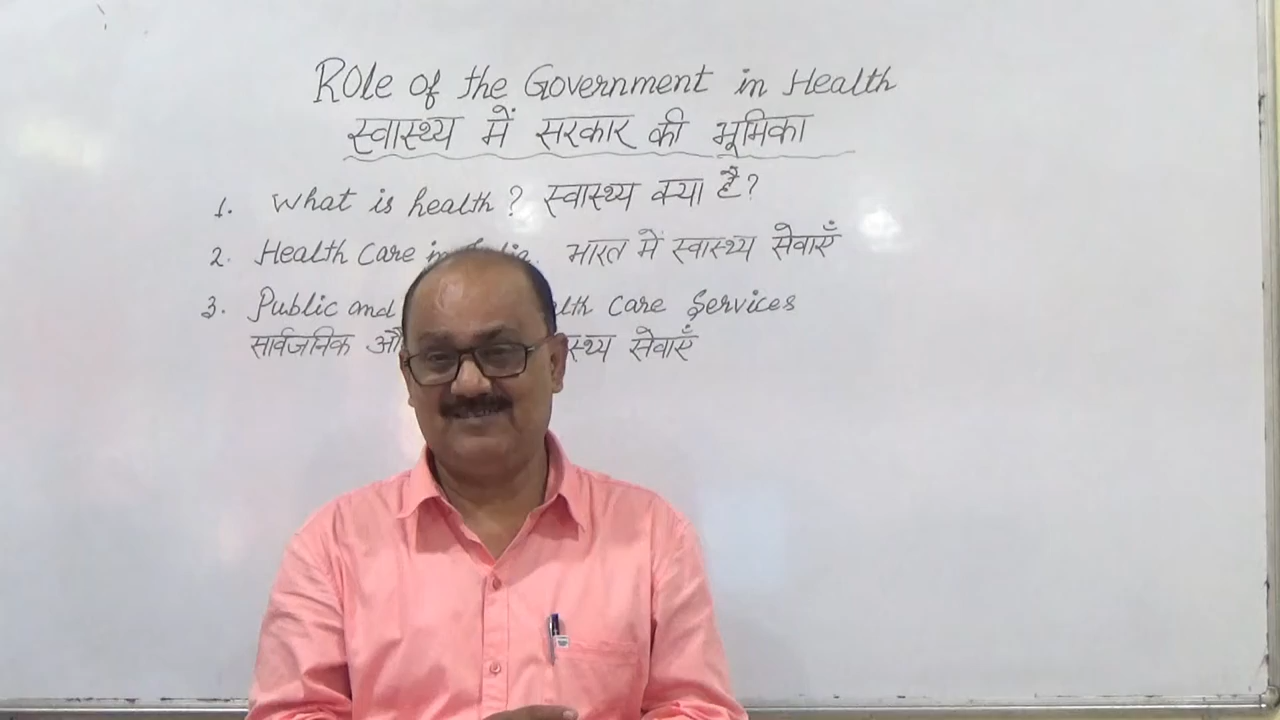 Role of the Government in Health
स्वास्थ्य में सरकार की भूमिका
1. What is health ? स्वास्थ्य क्या है ?
2. Health Care in भारत में स्वास्थ्य सेवाएँ
3. Public and Care Services
सार्वजनिक सेवाएँ